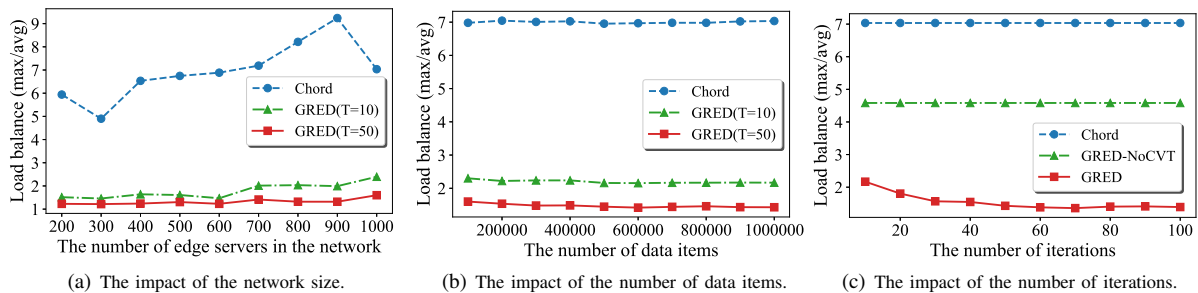 Load balance (max/avg)
9
8
7
6
5
4
3
2
1
Chord
GRED(T=10)
GRED(T=50)
200 300 400 500 600 700 800 900 1000
The number of edge servers in the network
(a) The impact of the network size.
Load balance (max/avg)
7
6
5
4
3
2
Chord
GRED(T=10)
GRED(T=50)
200000 400000 600000 800000 1000000
The number of data items
(b) The impact of the number of data items.
Load balance (max/avg)
7
6
5
4
3
2
Chord
GRED-NoCVT
GRED
20 40 60 80 100
The number of iterations
(c) The impact of the number of iterations.